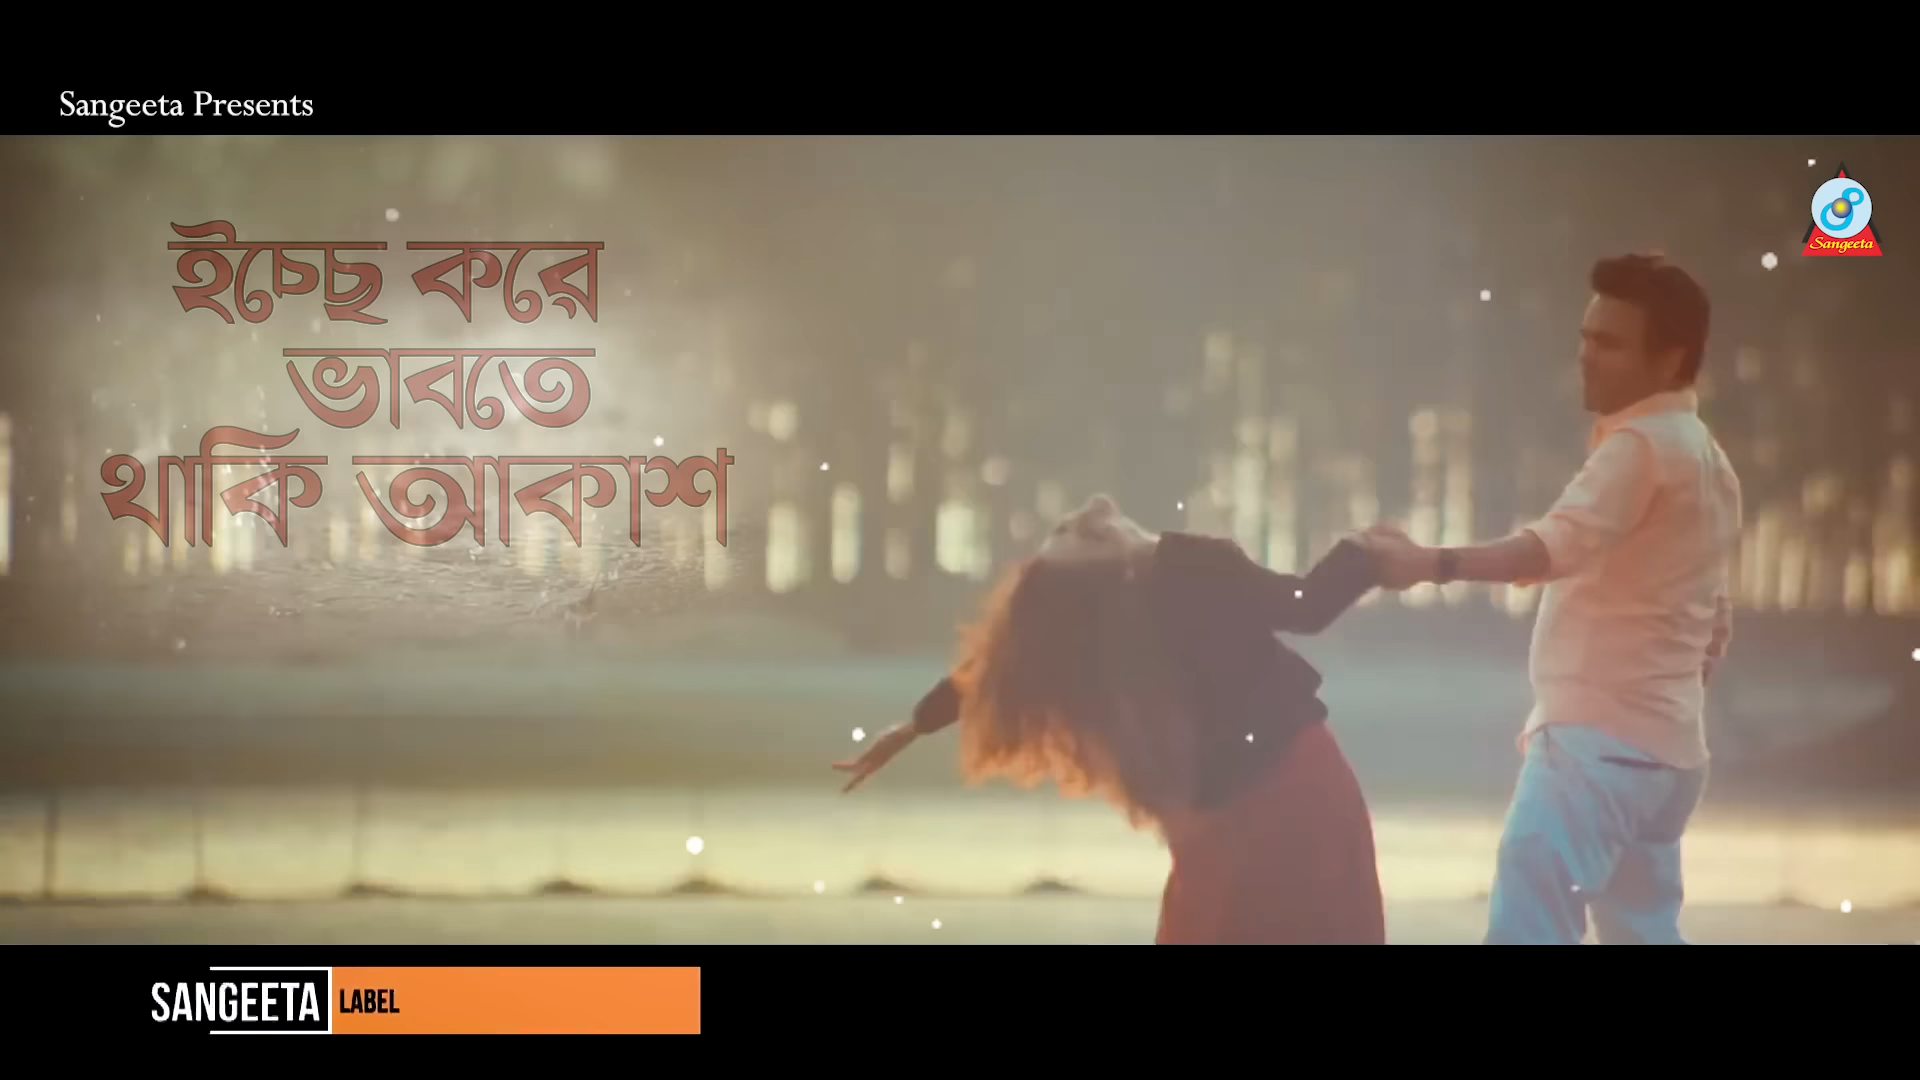 Sangeeta Presents
Sangeeta
ইচ্ছে করে
ভাবতে
থাকি আকাশ
SANGEETA LABEL